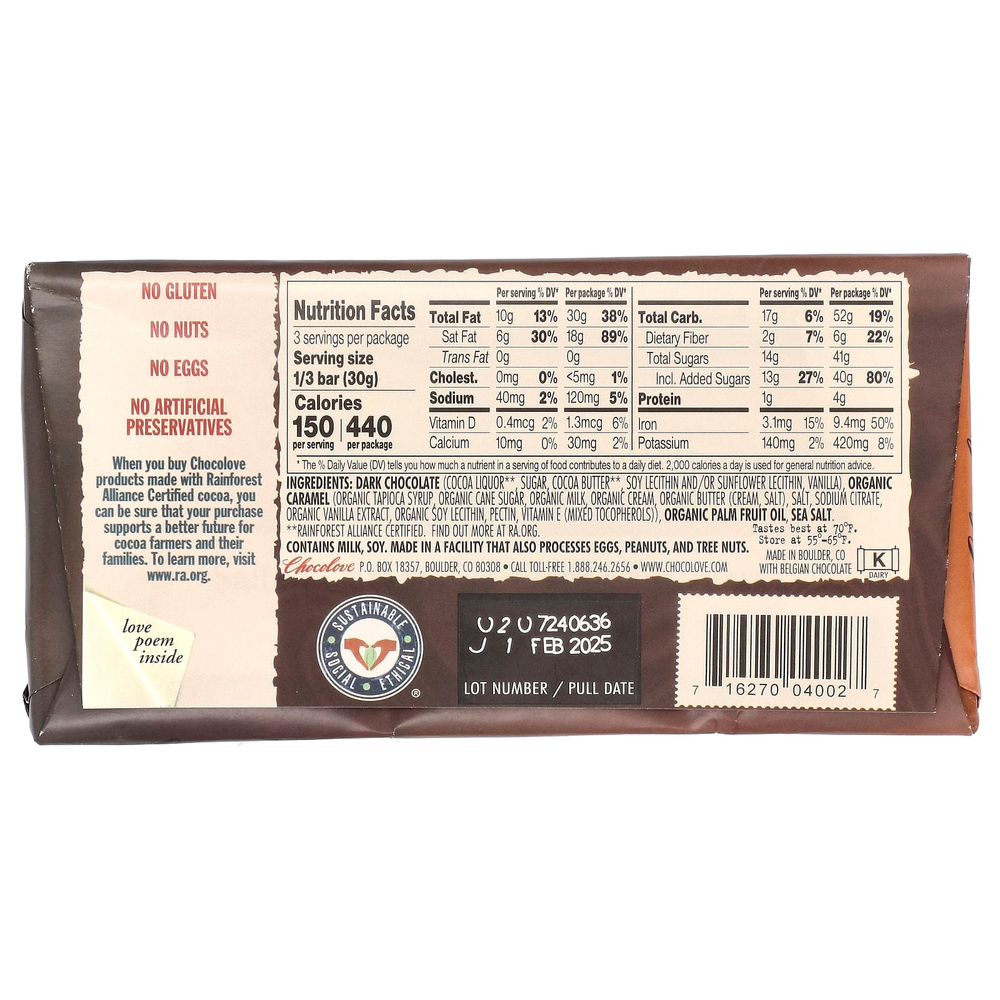 NO GLUTEN
NO NUTS
NO EGGS
NO ARTIFICIAL
PRESERVATIVES
When you buy Chocolove
products made with Rainforest
Alliance Certified cocoa, you
can be sure that your purchase
supports a better future for
cocoa farmers and their
families. To learn more, visit
www.ra.org.
love
poem
inside
Nutrition Facts
3 servings per package
Serving size
1/3 bar (30g)
Calories
150 440
per serving per package
Per serving % DV* Per package % DV*
Total Fat 10g 13% 30g 38%
Sat Fat 6g 30% 18g 89%
Trans Fat 0g 0g
Cholest. 0mg 0% <5mg 1%
Sodium 40mg 2% 120mg 5%
Vitamin D 0.4mcg 2% 1.3mcg 6%
Calcium 10mg 0% 30mg 2%
Per serving % DV* Per package % DV*
Total Carb. 17g 6% 52g 19%
Dietary Fiber 2g 7% 6g 22%
Total Sugars 14g 41g
Incl. Added Sugars 13g 27% 40g 80%
Protein 1g 4g
Iron 3.1mg 15% 9.4mg 50%
Potassium 140mg 2% 420mg 8%
*The % Daily Value (DV) tells you how much a nutrient in a serving of food contributes to a daily diet. 2,000 calories a day is used for general nutrition advice.
INGREDIENTS: DARK CHOCOLATE (COCOA LIQUOR** SUGAR, COCOA BUTTER**, SOY LECITHIN AND/OR SUNFLOWER LECITHIN, VANILLA), ORGANIC
CARAMEL (ORGANIC TAPIOCA SYRUP, ORGANIC CANE SUGAR, ORGANIC MILK, ORGANIC CREAM, ORGANIC BUTTER (CREAM, SALT), SALT, SODIUM CITRATE,
ORGANIC VANILLA EXTRACT, ORGANIC SOY LECITHIN, PECTIN, VITAMIN E (MIXED TOCOPHEROLS)), ORGANIC PALM FRUIT OIL, SEA SALT.
**RAINFOREST ALLIANCE CERTIFIED. FIND OUT MORE AT RA.ORG.
CONTAINS MILK, SOY. MADE IN A FACILITY THAT ALSO PROCESSES EGGS, PEANUTS, AND TREE NUTS.
Chocolove P.O. BOX 18357, BOULDER, CO 80308 • CALL TOLL-FREE 1.888.246.2656 • WWW.CHOCOLOVE.COM
Tastes best at 70°F.
Store at 55°-65°F.
MADE IN BOULDER, CO
WITH BELGIAN CHOCOLATE
K
DAIRY
SUSTAINABLE
SOCIAL • ETHICAL
®
U2U 7240636
J1 FEB 2025
LOT NUMBER / PULL DATE
7 16270 04002 7